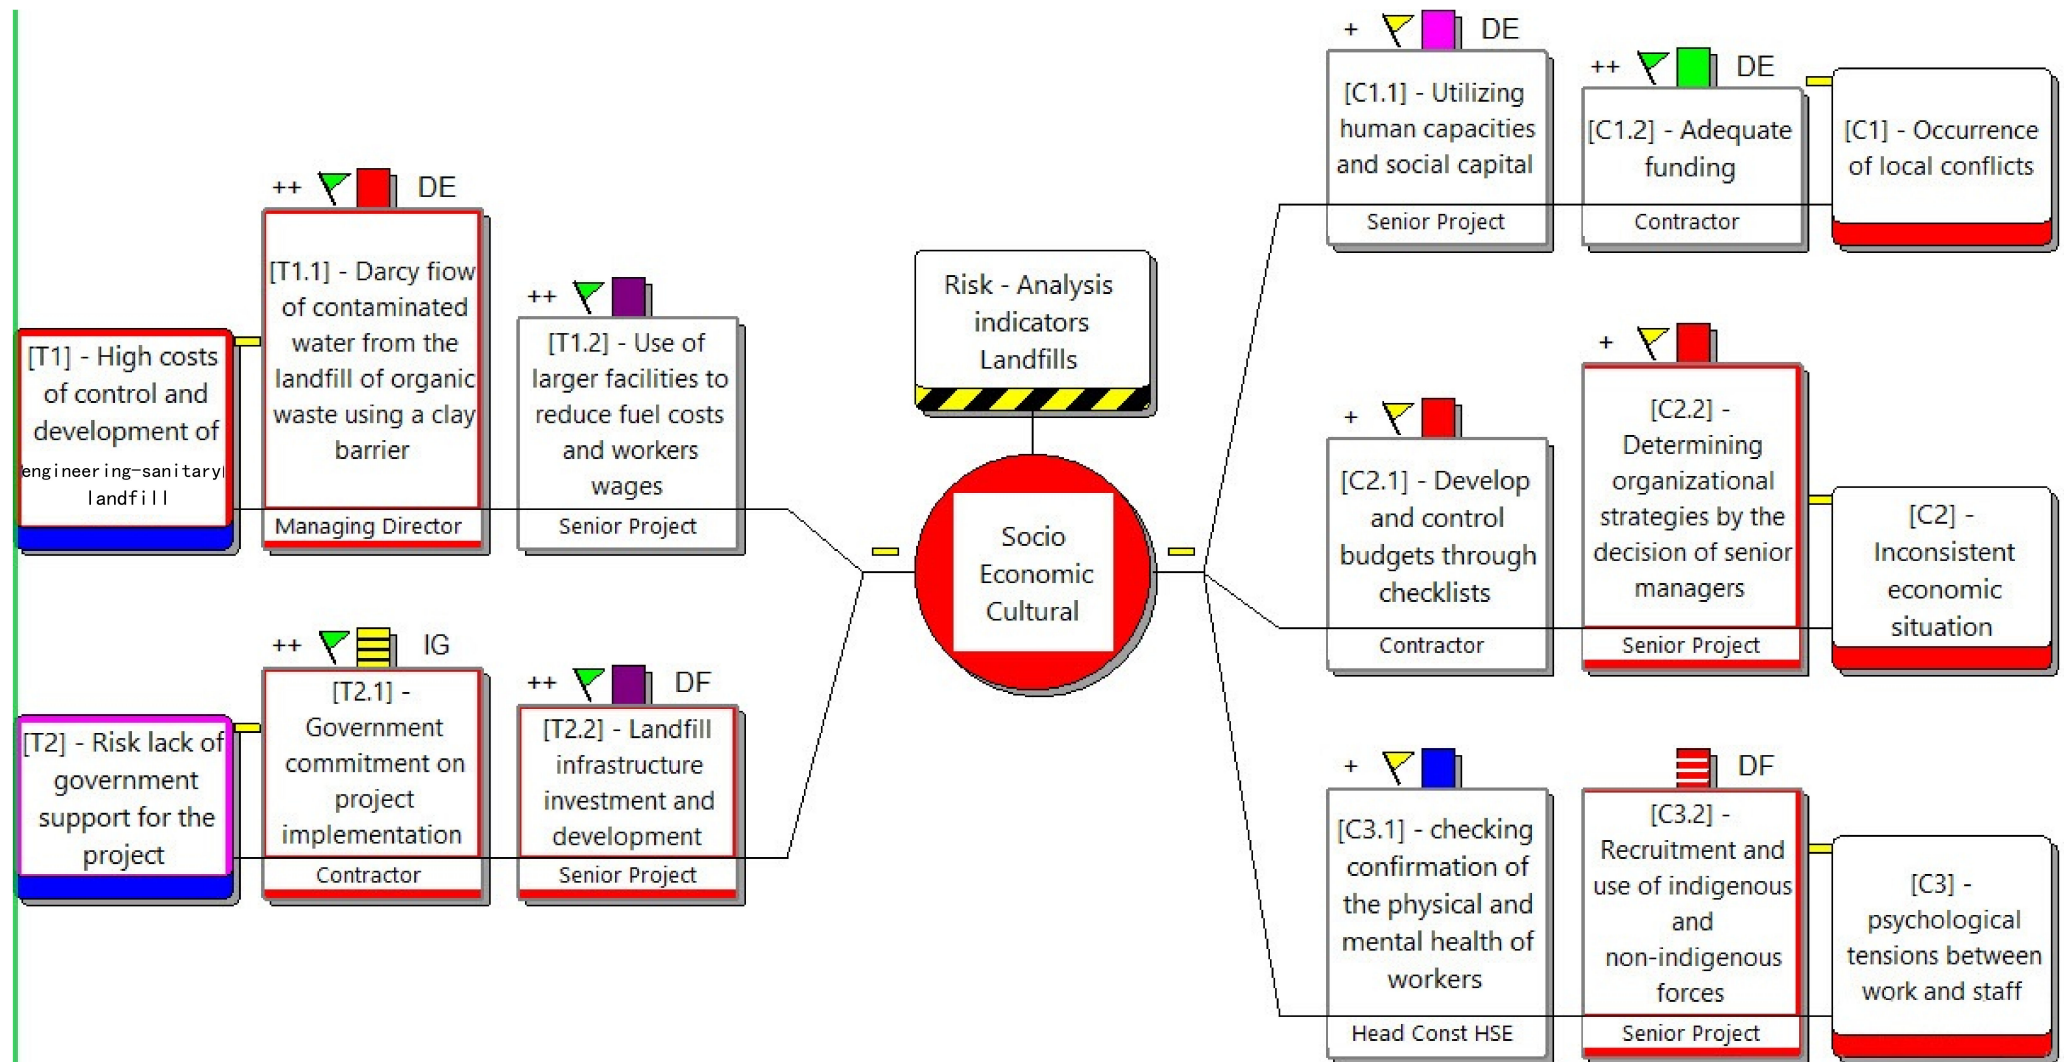 ++ DE
[T1.1] - Darcy fiow
of contaminated
water from the
landfill of organic
waste using a clay
barrier
Managing Director
++
[T1.2] - Use of
larger facilities to
reduce fuel costs
and workers
wages
Senior Project
[T1] - High costs
of control and
development of
engineering-sanitary
landfill
++ IG
[T2.1] -
Government
commitment on
project
implementation
Contractor
++ DF
[T2.2] - Landfill
infrastructure
investment and
development
Senior Project
[T2] - Risk lack of
government
support for the
project
Risk - Analysis
indicators
Landfills
Socio
Economic
Cultural
+ DE
[C1.1] - Utilizing
human capacities
and social capital
Senior Project
++ DE
[C1.2] - Adequate
funding
Contractor
[C1] - Occurrence
of local conflicts
+
[C2.1] - Develop
and control
budgets through
checklists
Contractor
+
[C2.2] -
Determining
organizational
strategies by the
decision of senior
managers
Senior Project
[C2] -
Inconsistent
economic
situation
+
[C3.1] - checking
confirmation of
the physical and
mental health of
workers
Head Const HSE
DF
[C3.2] -
Recruitment and
use of indigenous
and
non-indigenous
forces
Senior Project
[C3] -
psychological
tensions between
work and staff